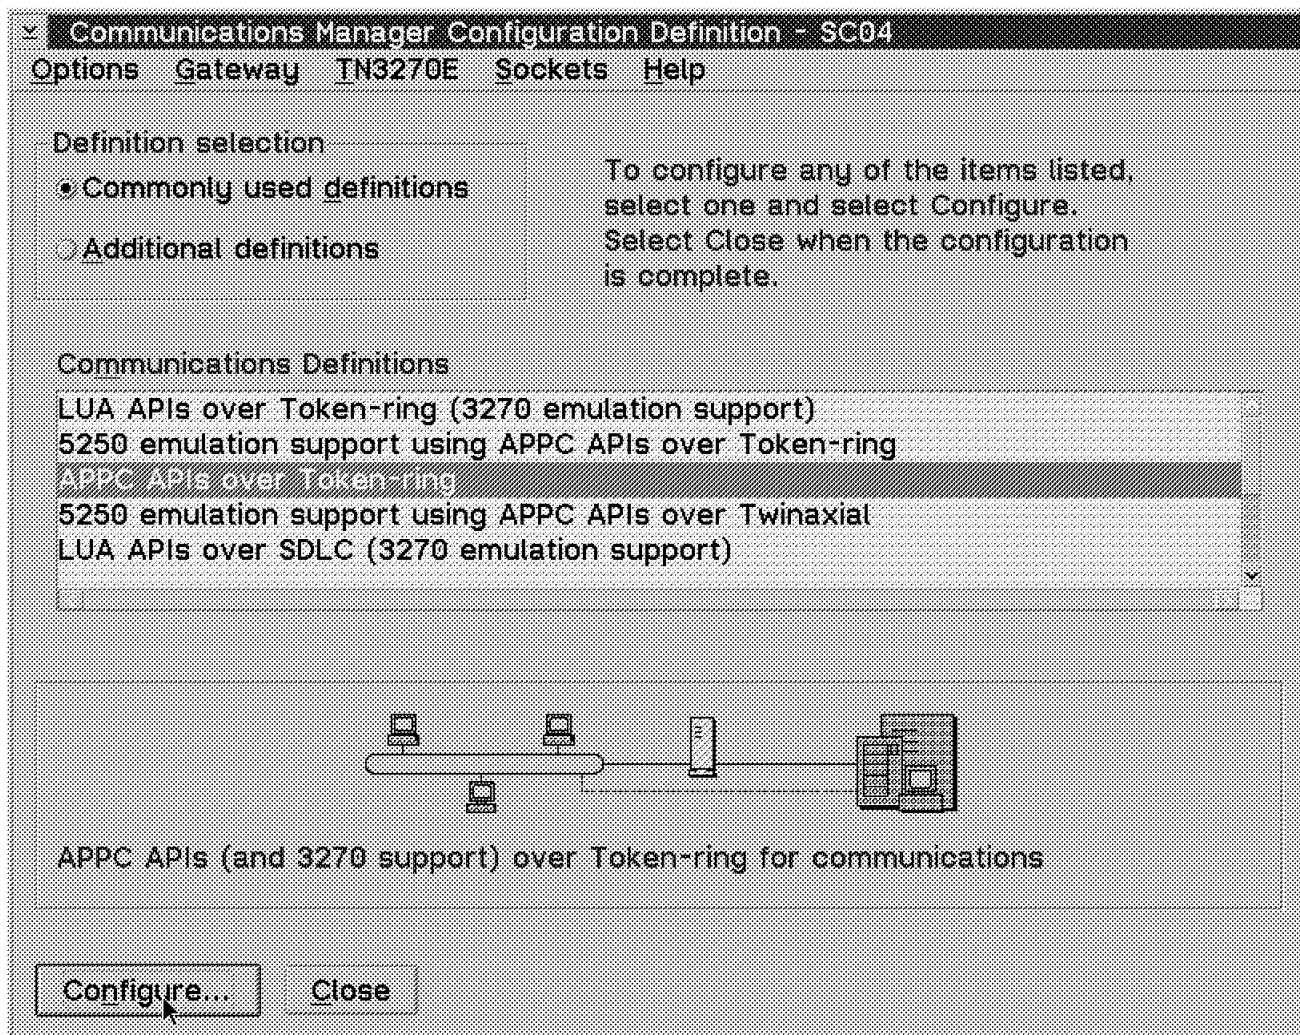 Communications Manager Configuration Definition - SC04
Options Gateway TN3270E Sockets Help
Definition selection
Commonly used definitions
Additional definitions
To configure any of the items listed,
select one and select Configure.
Select Close when the configuration
is complete.
Communications Definitions
LUA APIs over Token-ring (3270 emulation support)
5250 emulation support using APPC APIs over Token-ring
APPC APIs over Token-ring
5250 emulation support using APPC APIs over Twinaxial
LUA APIs over SDLC (3270 emulation support)
APPC APIs (and 3270 support) over Token-ring for communications
Configure... Close